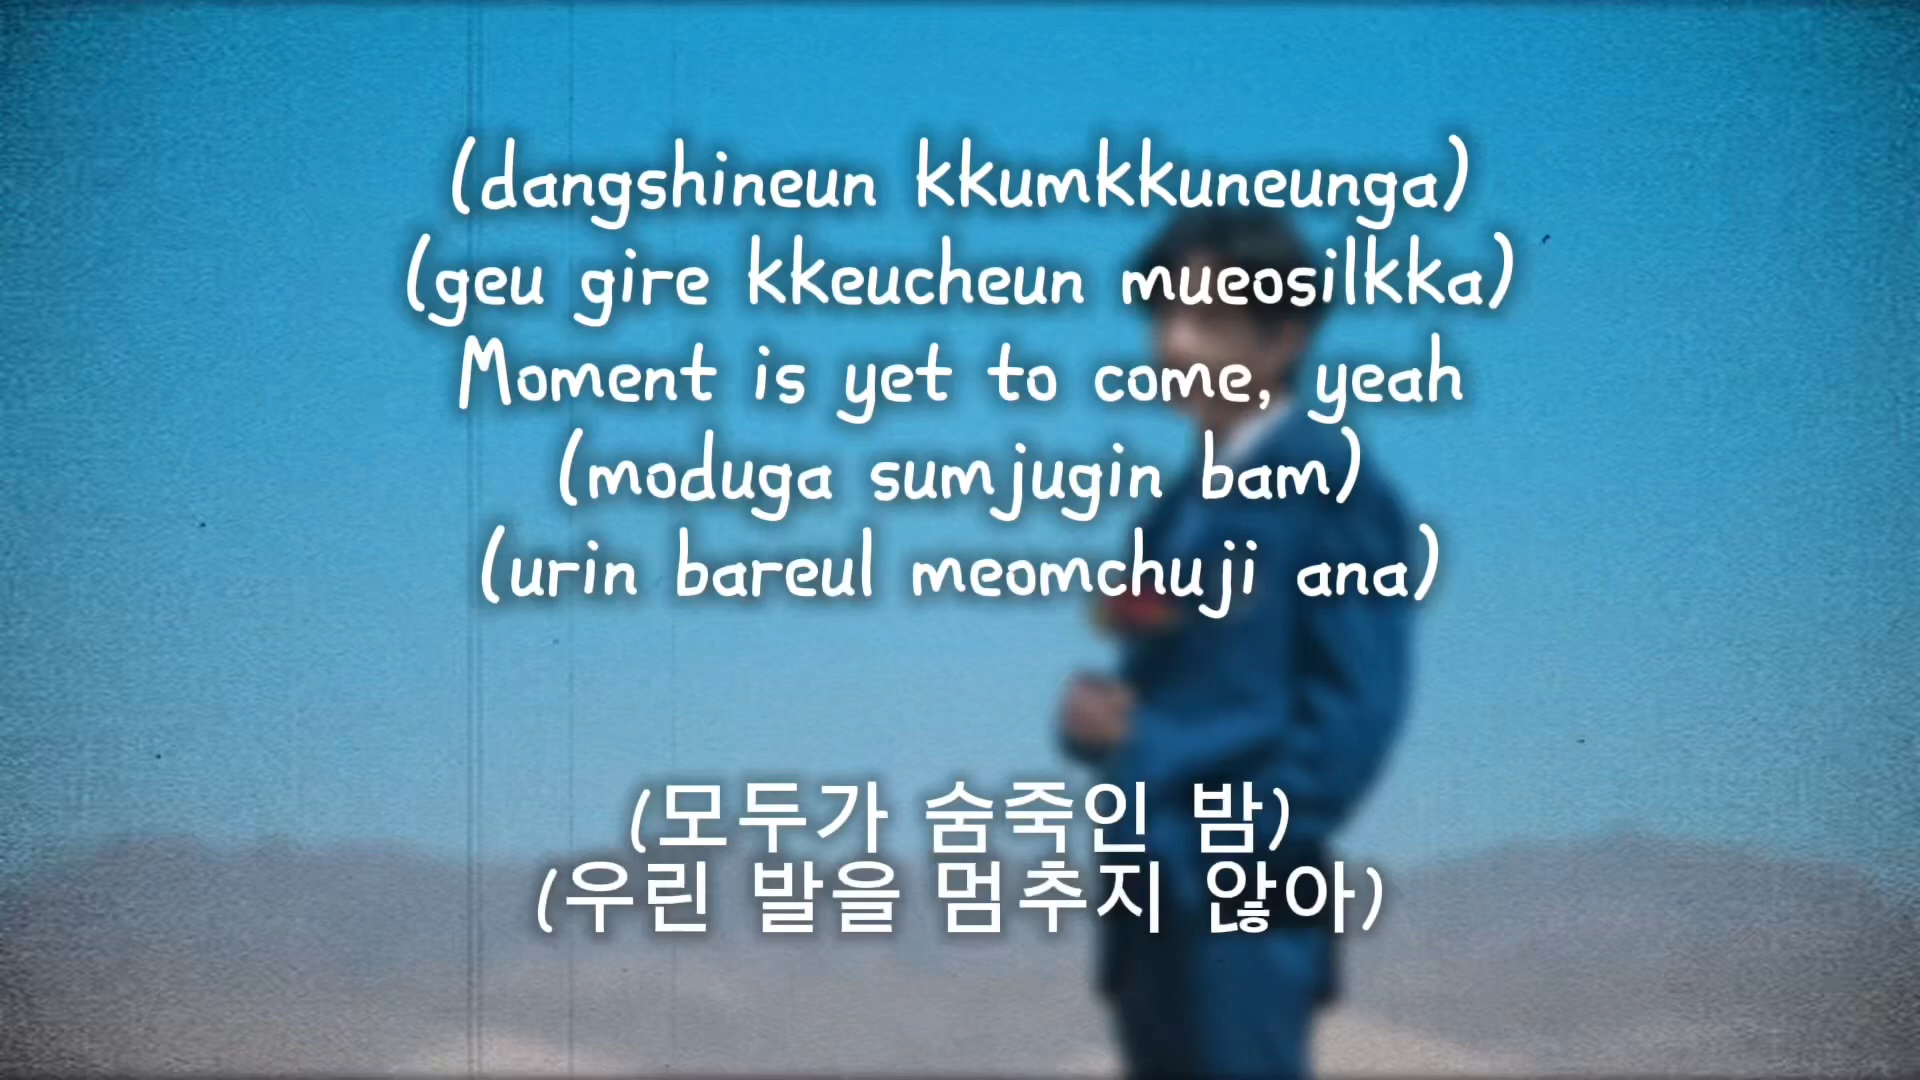 (dangshineun kkumkkuneunga)
(geu gire kkeucheun mueosilkka)
Moment is yet to come, yeah
(moduga sumjugin bam)
(urin bareul meomchuji ana)
(모두가 숨죽인 밤)
(우린 발을 멈추지 않아)